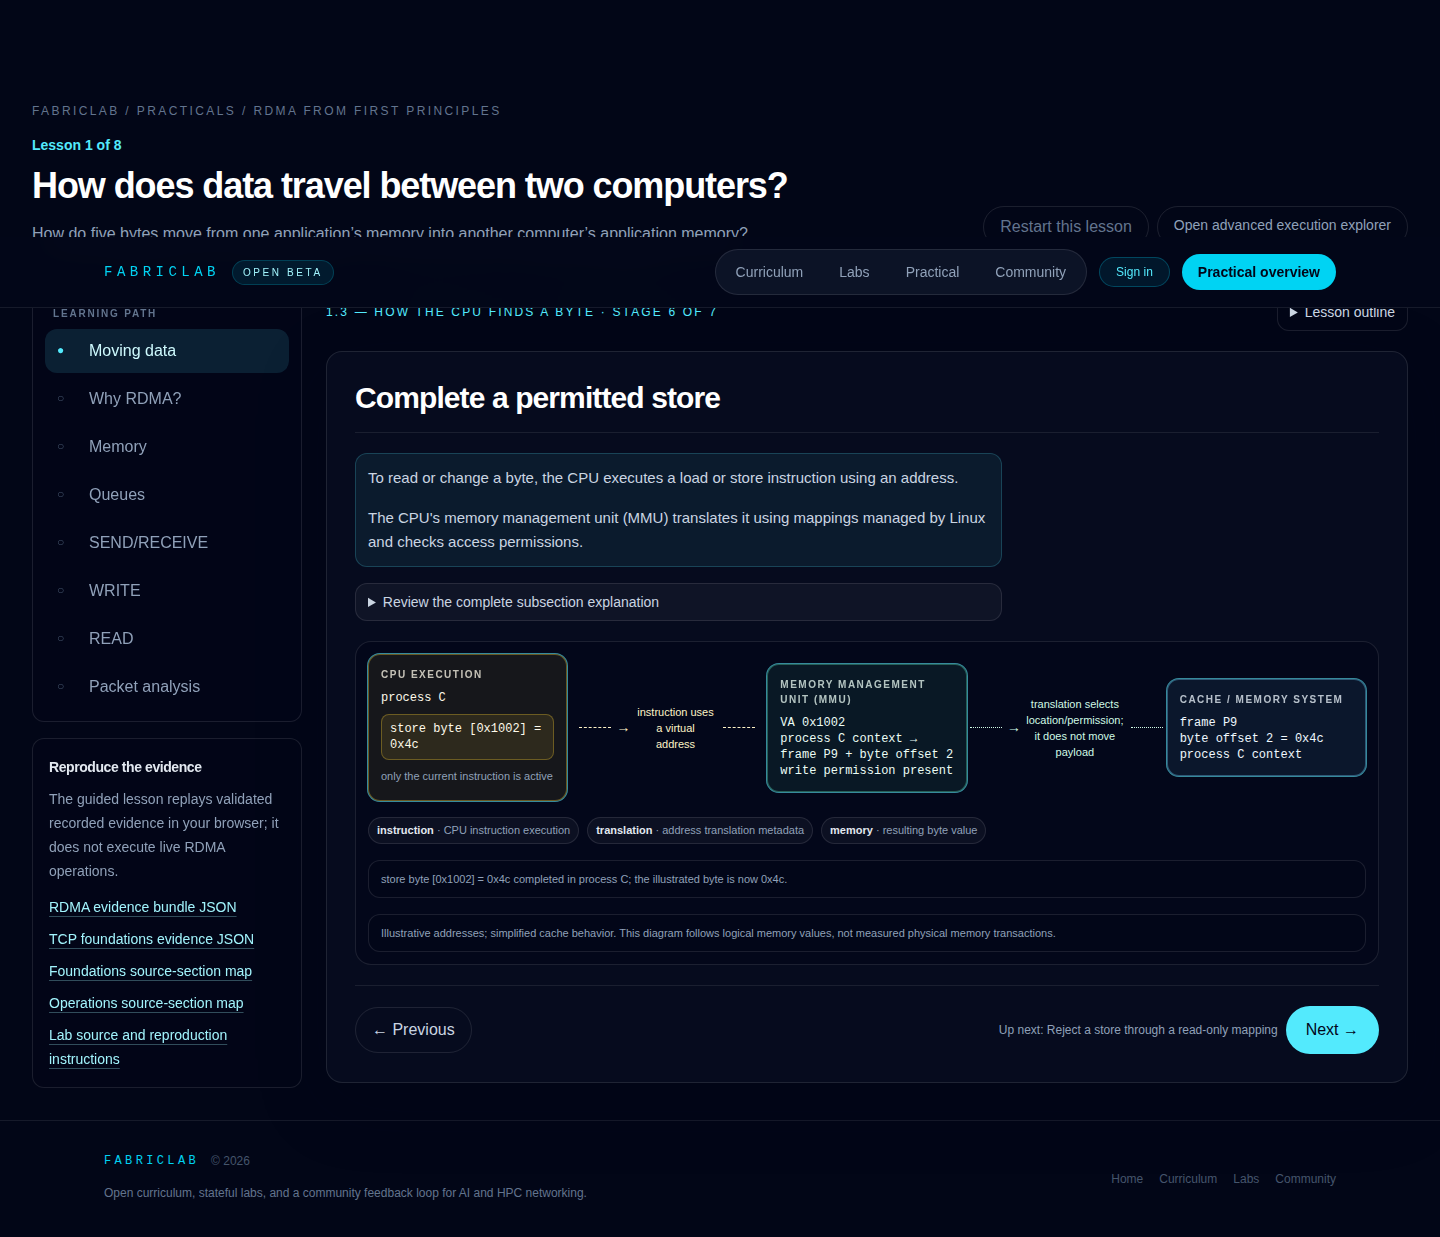 FABRICLAB / PRACTICALS / RDMA FROM FIRST PRINCIPLES
Lesson 1 of 8
How does data travel between two computers?
How do five bytes move from one application's memory into another computer's application memory?
Restart this lesson
Open advanced execution explorer
FABRICLAB
OPEN BETA
Curriculum
Labs
Practical
Community
Sign in
Practical overview
LEARNING PATH
Moving data
Why RDMA?
Memory
Queues
SEND/RECEIVE
WRITE
READ
Packet analysis
Reproduce the evidence
The guided lesson replays validated
recorded evidence in your browser; it
does not execute live RDMA
operations.
RDMA evidence bundle JSON
TCP foundations evidence JSON
Foundations source-section map
Operations source-section map
Lab source and reproduction
instructions
1.3 — HOW THE CPU FINDS A BYTE · STAGE 6 OF 7
▶ Lesson outline
Complete a permitted store
To read or change a byte, the CPU executes a load or store instruction using an address.
The CPU's memory management unit (MMU) translates it using mappings managed by Linux
and checks access permissions.
▶ Review the complete subsection explanation
CPU EXECUTION
process C
store byte [0x1002] =
0x4c
only the current instruction is active
→
instruction uses
a virtual
address
MEMORY MANAGEMENT
UNIT (MMU)
VA 0x1002
process C context →
frame P9 + byte offset 2
write permission present
→
translation selects
location/permission;
it does not move
payload
CACHE / MEMORY SYSTEM
frame P9
byte offset 2 = 0x4c
process C context
instruction · CPU instruction execution
translation · address translation metadata
memory · resulting byte value
store byte [0x1002] = 0x4c completed in process C; the illustrated byte is now 0x4c.
Illustrative addresses; simplified cache behavior. This diagram follows logical memory values, not measured physical memory transactions.
← Previous
Up next: Reject a store through a read-only mapping
Next →
FABRICLAB
© 2026
Open curriculum, stateful labs, and a community feedback loop for AI and HPC networking.
Home
Curriculum
Labs
Community